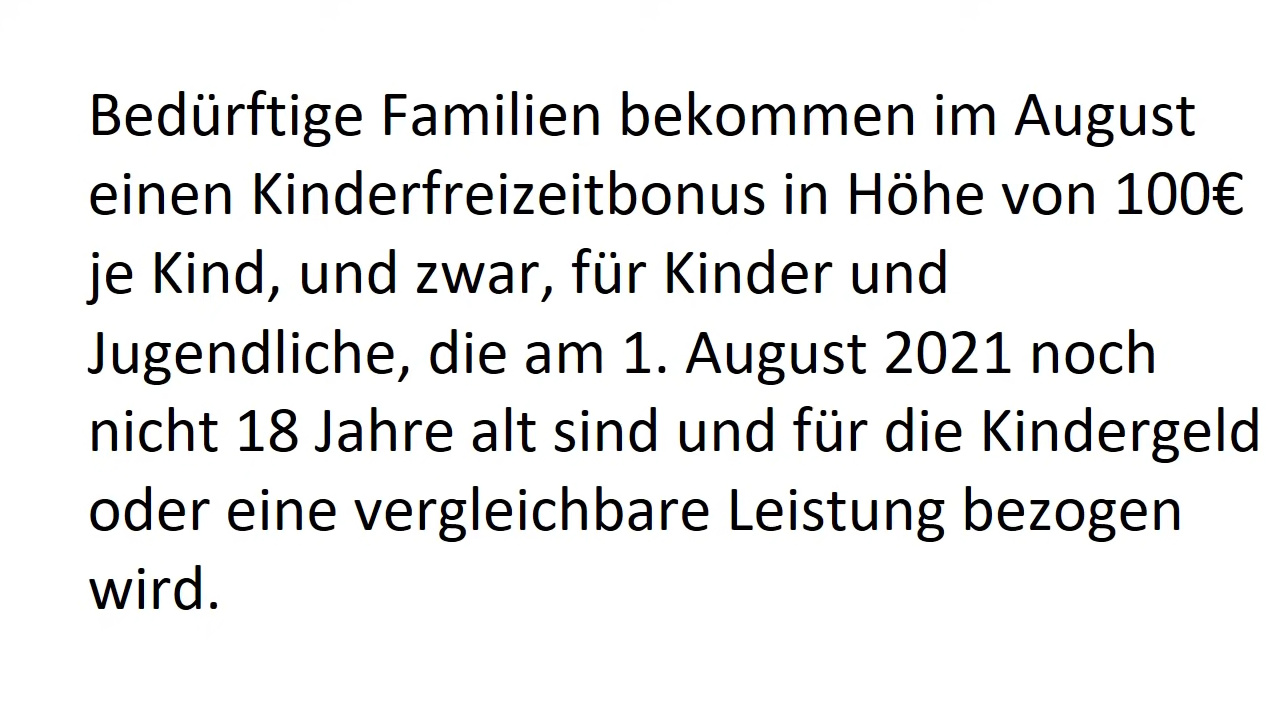 Bedürftige Familien bekommen im August
einen Kinderfreizeitbonus in Höhe von 100€
je Kind, und zwar, für Kinder und
Jugendliche, die am 1. August 2021 noch
nicht 18 Jahre alt sind und für die Kindergeld
oder eine vergleichbare Leistung bezogen
wird.